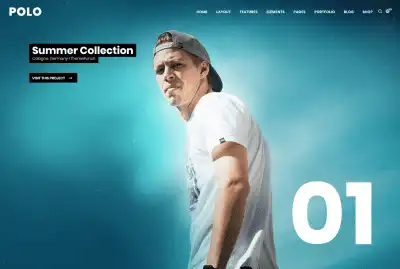 POLO
HOME LAYOUT FEATURES ELEMENTS PAGES PORTFOLIO BLOG SHOP
Summer Collection
Cologne, Germany / Themeforest
VISIT THIS PROJECT →
01